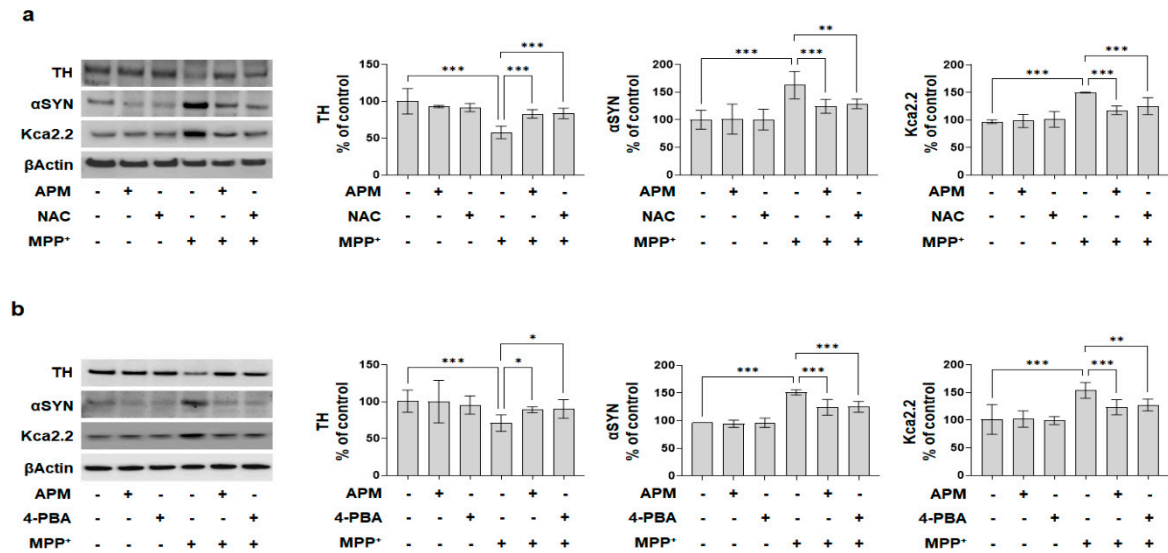 a
TH
αSYN
Kca2.2
βActin
APM - + - - + -
NAC - - + - - +
MPP⁺ - - - + + +
TH
% of control
150
100
50
0
*** *** ***
APM - + - - + -
NAC - - + - - +
MPP⁺ - - - + + +
αSYN
% of control
250
200
150
100
50
0
*** *** **
APM - + - - + -
NAC - - + - - +
MPP⁺ - - - + + +
Kca2.2
% of control
200
150
100
50
0
*** *** ***
APM - + - - + -
NAC - - + - - +
MPP⁺ - - - + + +
b
TH
αSYN
Kca2.2
βActin
APM - + - - + -
4-PBA - - + - - +
MPP⁺ - - - + + +
TH
% of control
150
100
50
0
*** * *
APM - + - - + -
4-PBA - - + - - +
MPP⁺ - - - + + +
αSYN
% of control
200
150
100
50
0
*** *** ***
APM - + - - + -
4-PBA - - + - - +
MPP⁺ - - - + + +
Kca2.2
% of control
200
150
100
50
0
*** *** **
APM - + - - + -
4-PBA - - + - - +
MPP⁺ - - - + + +